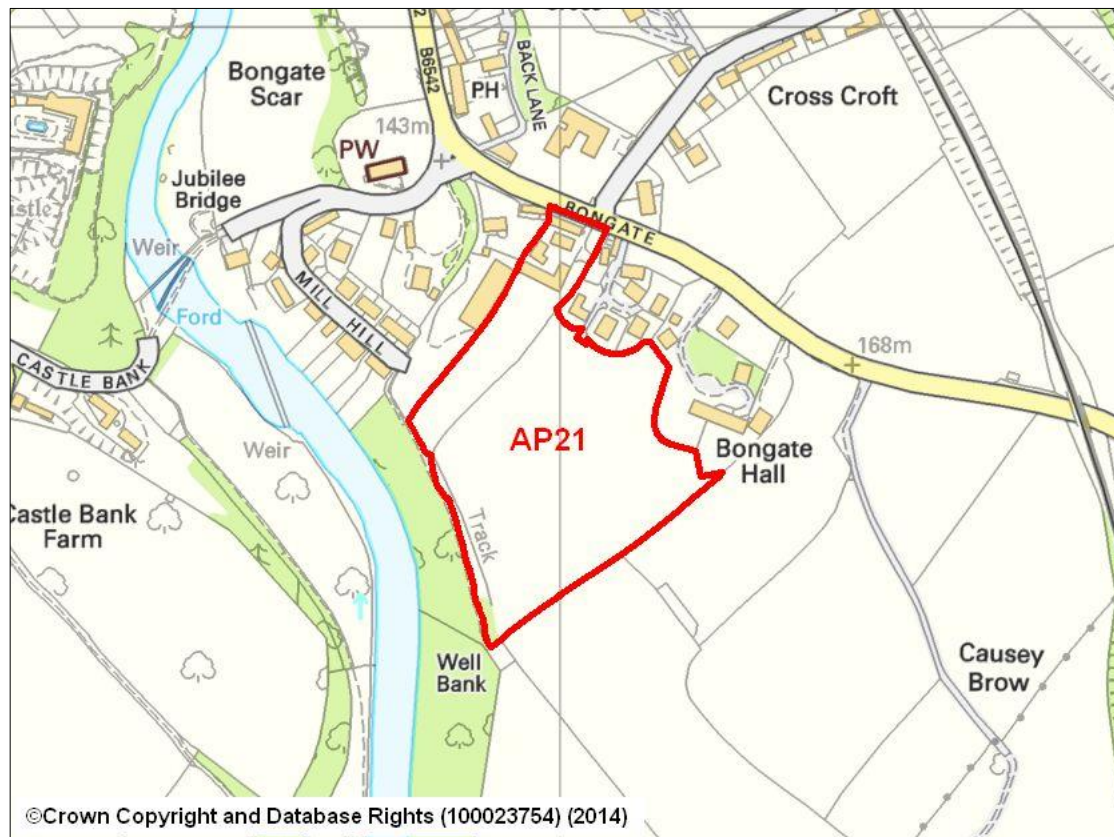 Bongate
Scar
B6542
PH
BACK LANE
Cross Croft
143m
PW
Jubilee
Bridge
Weir
Ford
MILL HILL
BONGATE
CASTLE BANK
168m
AP21
Bongate
Hall
Weir
Castle Bank
Farm
Track
Well
Bank
Causey
Brow
©Crown Copyright and Database Rights (100023754) (2014)